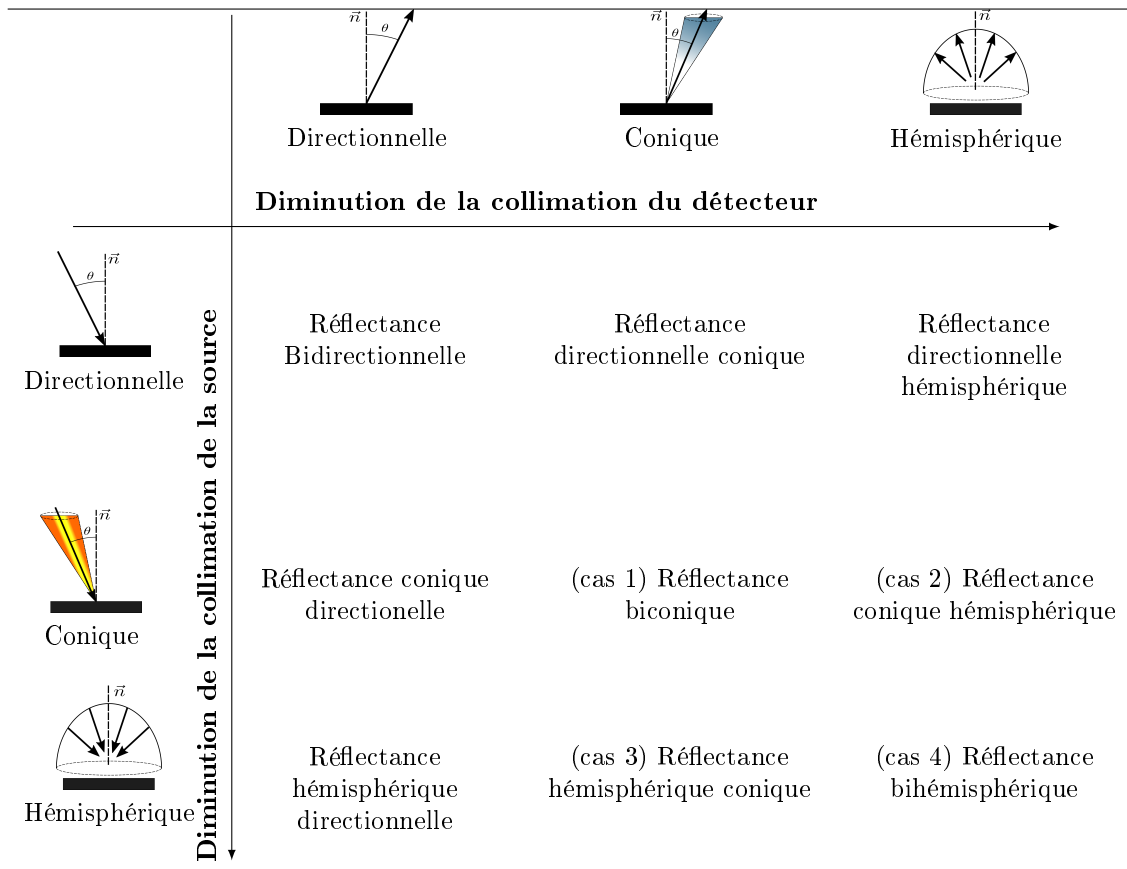 n⃗
θ
Directionnelle
n⃗
θ
Conique
n⃗
Hémisphérique
Diminution de la collimation du détecteur
Diminution de la collimation de la source
n⃗
θ
Directionnelle
Réflectance
Bidirectionnelle
Réflectance
directionnelle conique
Réflectance
directionnelle
hémisphérique
n⃗
θ
Conique
Réflectance conique
directionelle
(cas 1) Réflectance
biconique
(cas 2) Réflectance
conique hémisphérique
n⃗
Hémisphérique
Réflectance
hémisphérique
directionnelle
(cas 3) Réflectance
hémisphérique conique
(cas 4) Réflectance
bihémisphérique